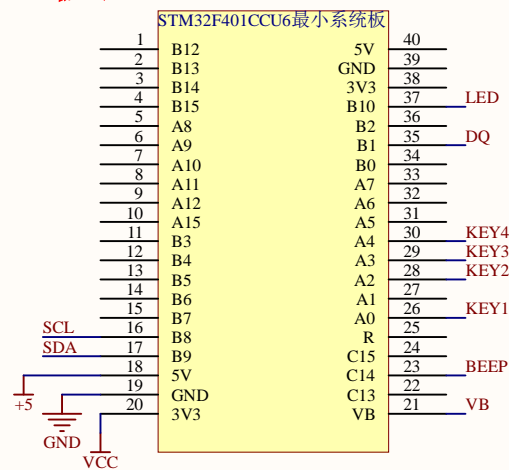 STM32F401CCU6最小系统板
1 B12 5V 40
2 B13 GND 39
3 B14 3V3 38
4 B15 B10 37 LED
5 A8 B2 36
6 A9 B1 35 DQ
7 A10 B0 34
8 A11 A7 33
9 A12 A6 32
10 A15 A5 31
11 B3 A4 30 KEY4
12 B4 A3 29 KEY3
13 B5 A2 28 KEY2
14 B6 A1 27
15 B7 A0 26 KEY1
SCL 16 B8 R 25
SDA 17 B9 C15 24
18 5V C14 23 BEEP
+5 19 GND C13 22
20 3V3 VB 21 VB
GND
VCC